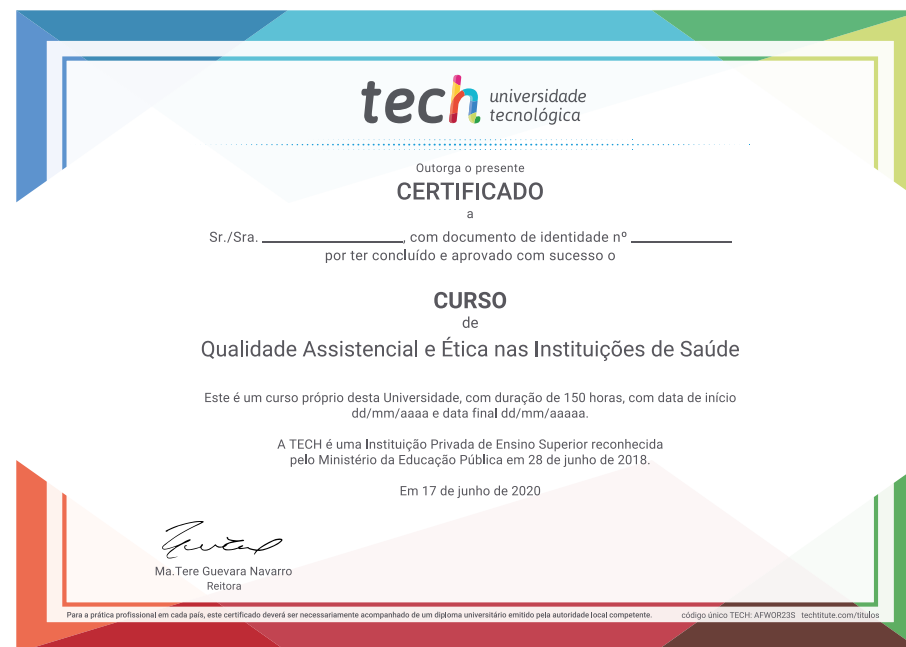 tech universidade
tecnológica
Outorga o presente
CERTIFICADO
a
Sr./Sra. ____________________, com documento de identidade nº ______________
por ter concluído e aprovado com sucesso o
CURSO
de
Qualidade Assistencial e Ética nas Instituições de Saúde
Este é um curso próprio desta Universidade, com duração de 150 horas, com data de início
dd/mm/aaaa e data final dd/mm/aaaaa.
A TECH é uma Instituição Privada de Ensino Superior reconhecida
pelo Ministério da Educação Pública em 28 de junho de 2018.
Em 17 de junho de 2020
Ma.Tere Guevara Navarro
Reitora
Para a prática profissional em cada país, este certificado deverá ser necessariamente acompanhado de um diploma universitário emitido pela autoridade local competente.
código único TECH: AFWOR23S techtitute.com/titulos